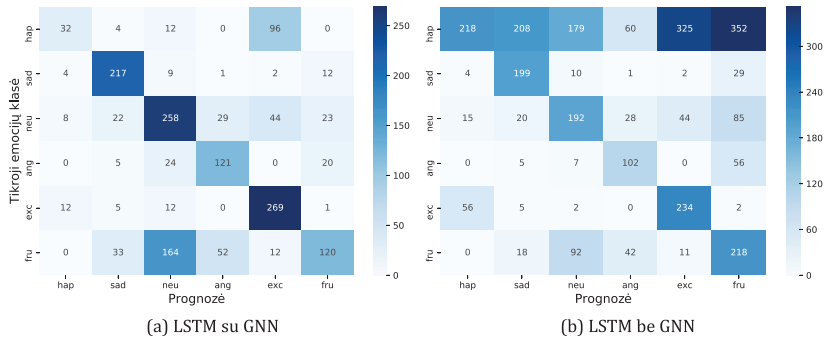 Tikroji emocijų klasė
hap 32 4 12 0 96 0
sad 4 217 9 1 2 12
neu 8 22 258 29 44 23
ang 0 5 24 121 0 20
exc 12 5 12 0 269 1
fru 0 33 164 52 12 120
hap sad neu ang exc fru
Prognozė
250
200
150
100
50
0
(a) LSTM su GNN
hap 218 208 179 60 325 352
sad 4 199 10 1 2 29
neu 15 20 192 28 44 85
ang 0 5 7 102 0 56
exc 56 5 2 0 234 2
fru 0 18 92 42 11 218
hap sad neu ang exc fru
Prognozė
300
240
180
120
60
0
(b) LSTM be GNN